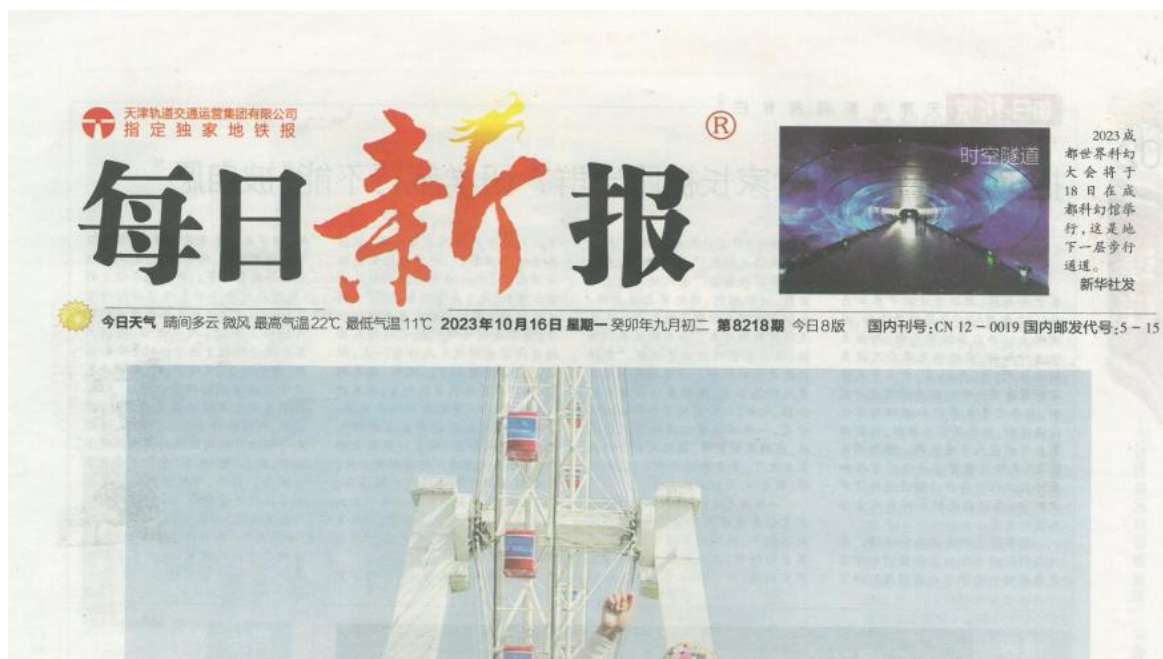 天津轨道交通运营集团有限公司
指定独家地铁报
每日新报®
时空隧道
2023成
都世界科幻
大会将于
18日在成
都科幻馆举
行,这是地
下一层步行
通道。
新华社发
今日天气 晴间多云 微风 最高气温22℃ 最低气温11℃ 2023年10月16日 星期一 癸卯年九月初二 第8218期 今日8版 国内刊号:CN 12-0019 国内邮发代号:5-15